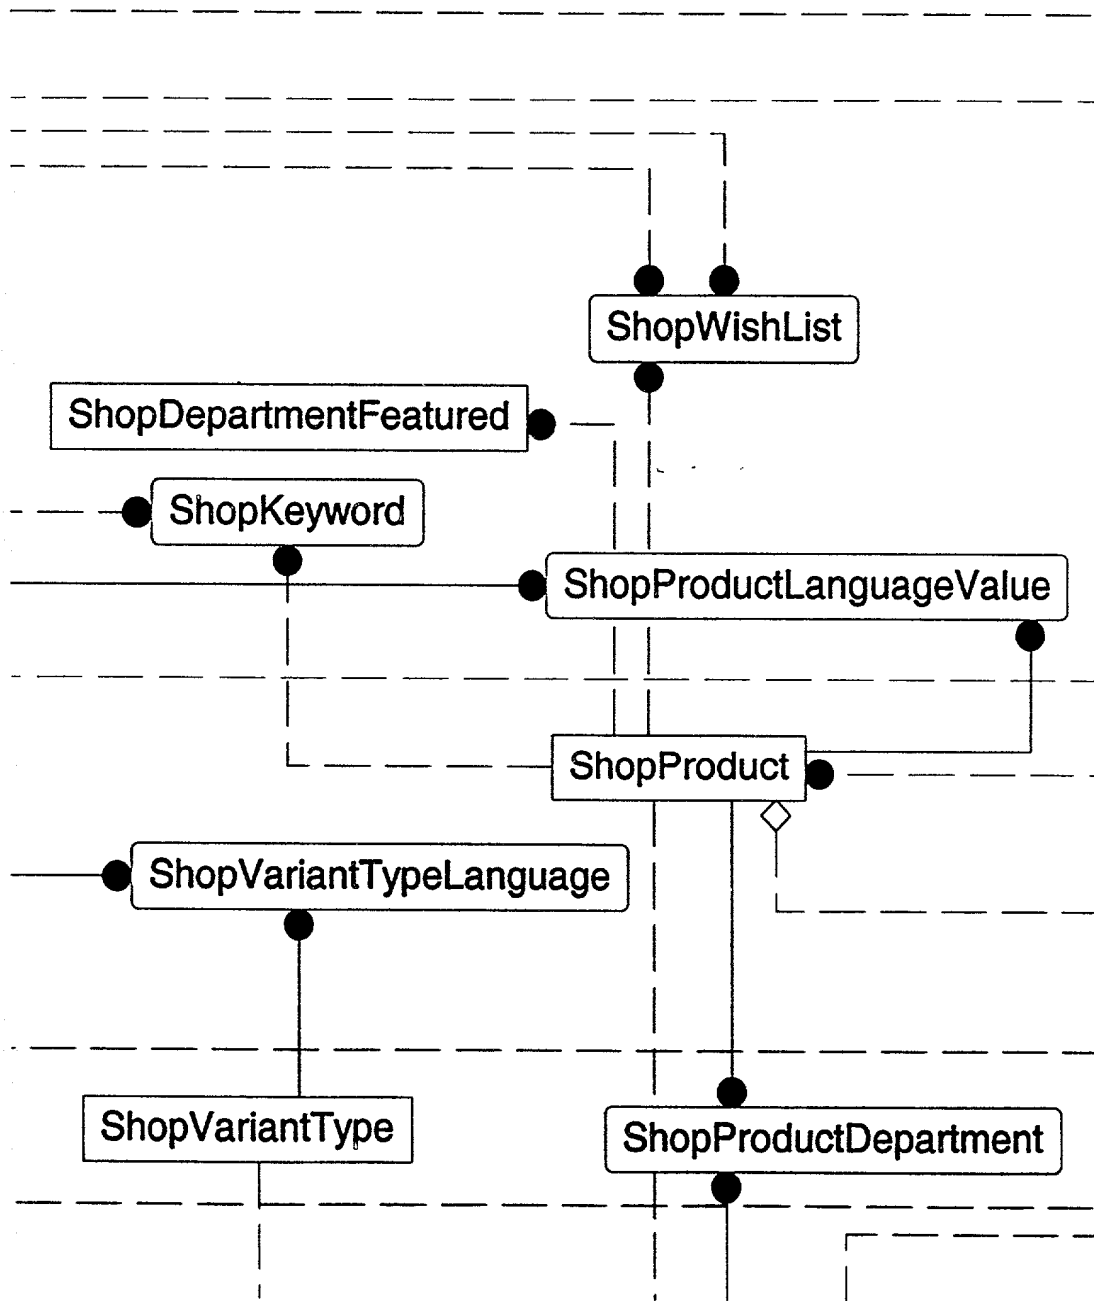 ShopWishList
ShopDepartmentFeatured
ShopKeyword
ShopProductLanguageValue
ShopProduct
ShopVariantTypeLanguage
ShopVariantType
ShopProductDepartment